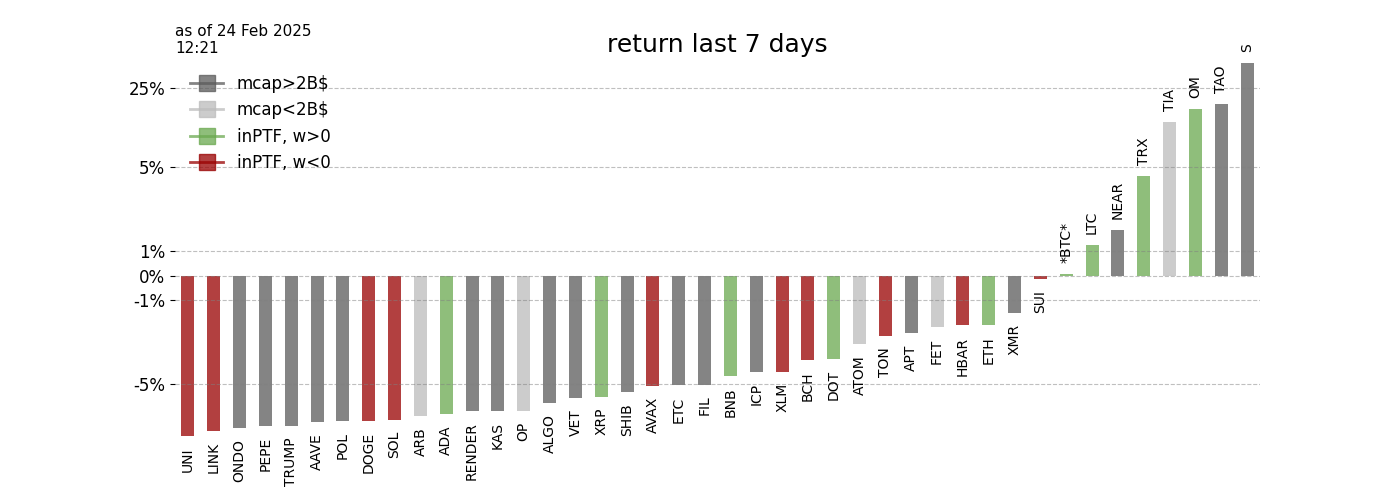 as of 24 Feb 2025
12:21
return last 7 days
mcap>2B$
mcap<2B$
inPTF, w>0
inPTF, w<0
25%
5%
1%
0%
-1%
-5%
UNI
LINK
ONDO
PEPE
TRUMP
AAVE
POL
DOGE
SOL
ARB
ADA
RENDER
KAS
OP
ALGO
VET
XRP
SHIB
AVAX
ETC
FIL
BNB
ICP
XLM
BCH
DOT
ATOM
TON
APT
FET
HBAR
ETH
XMR
SUI
*BTC*
LTC
NEAR
TRX
TIA
OM
TAO
S